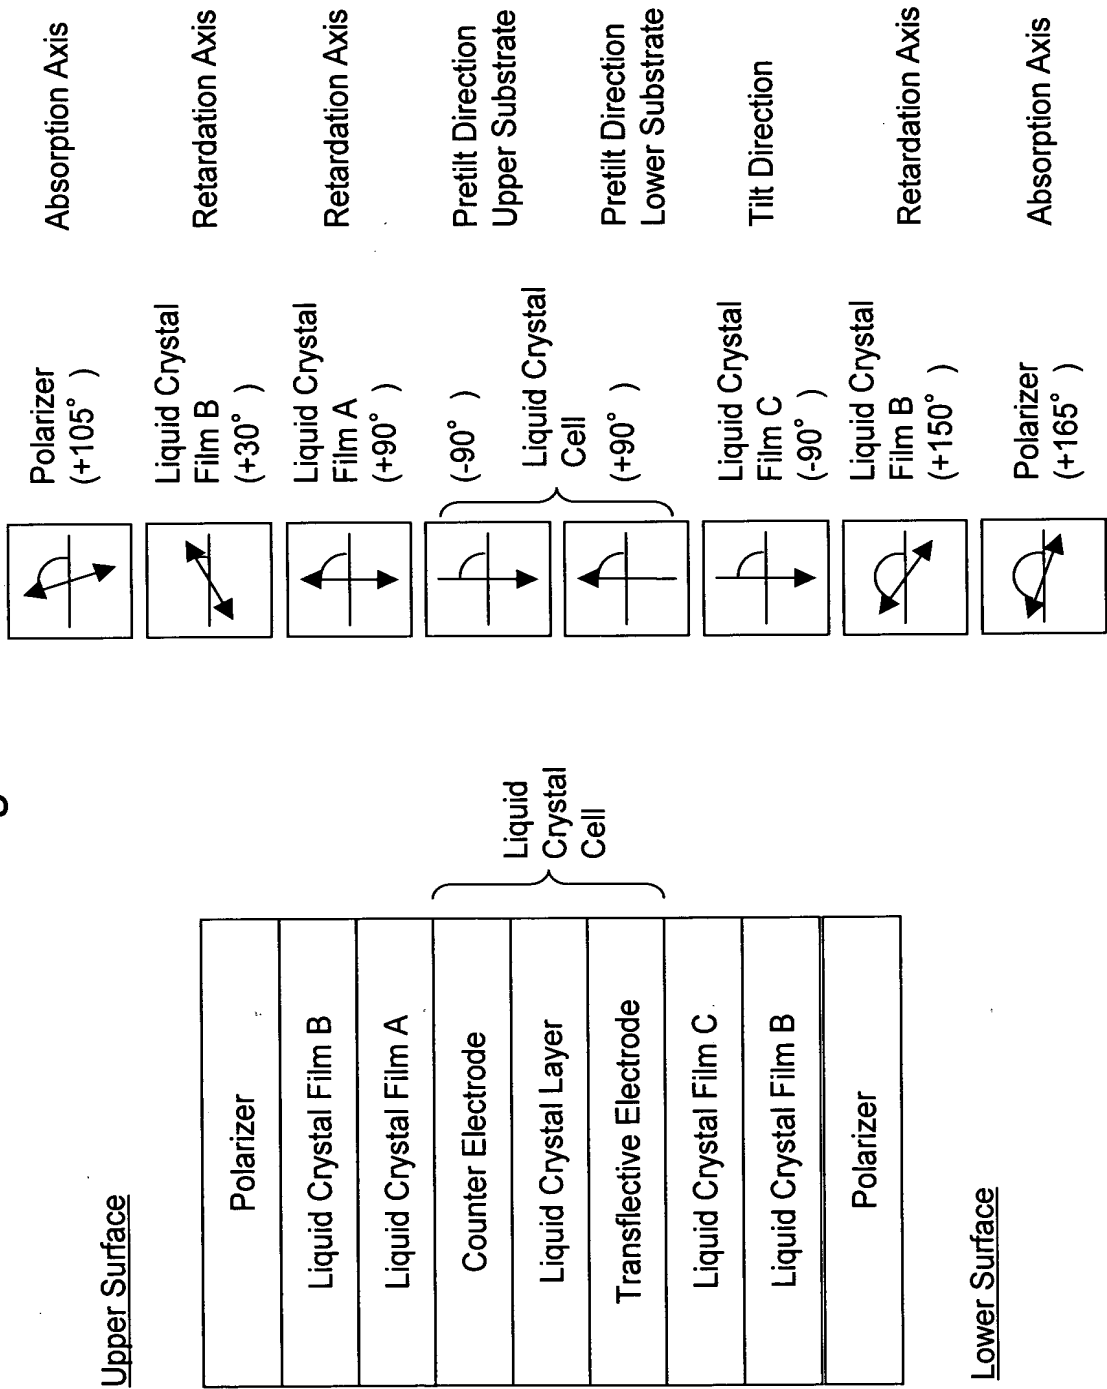 Upper Surface
Polarizer
Liquid Crystal Film B
Liquid Crystal Film A
Counter Electrode
Liquid Crystal Layer
Transflective Electrode
Liquid Crystal Film C
Liquid Crystal Film B
Polarizer
Lower Surface
Liquid
Crystal
Cell
Polarizer
(+105° )
Absorption Axis
Liquid Crystal
Film B
(+30° )
Retardation Axis
Liquid Crystal
Film A
(+90° )
Retardation Axis
(-90° )
Pretilt Direction
Upper Substrate
Liquid Crystal
Cell
(+90° )
Pretilt Direction
Lower Substrate
Liquid Crystal
Film C
(-90° )
Tilt Direction
Liquid Crystal
Film B
(+150° )
Retardation Axis
Polarizer
(+165° )
Absorption Axis